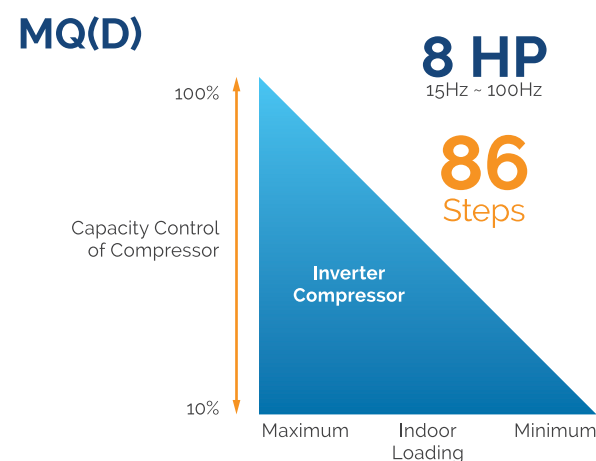 MQ(D)
8 HP
15Hz ~ 100Hz
100%
86
Steps
Capacity Control
of Compressor
Inverter
Compressor
10%
Maximum
Indoor
Loading
Minimum